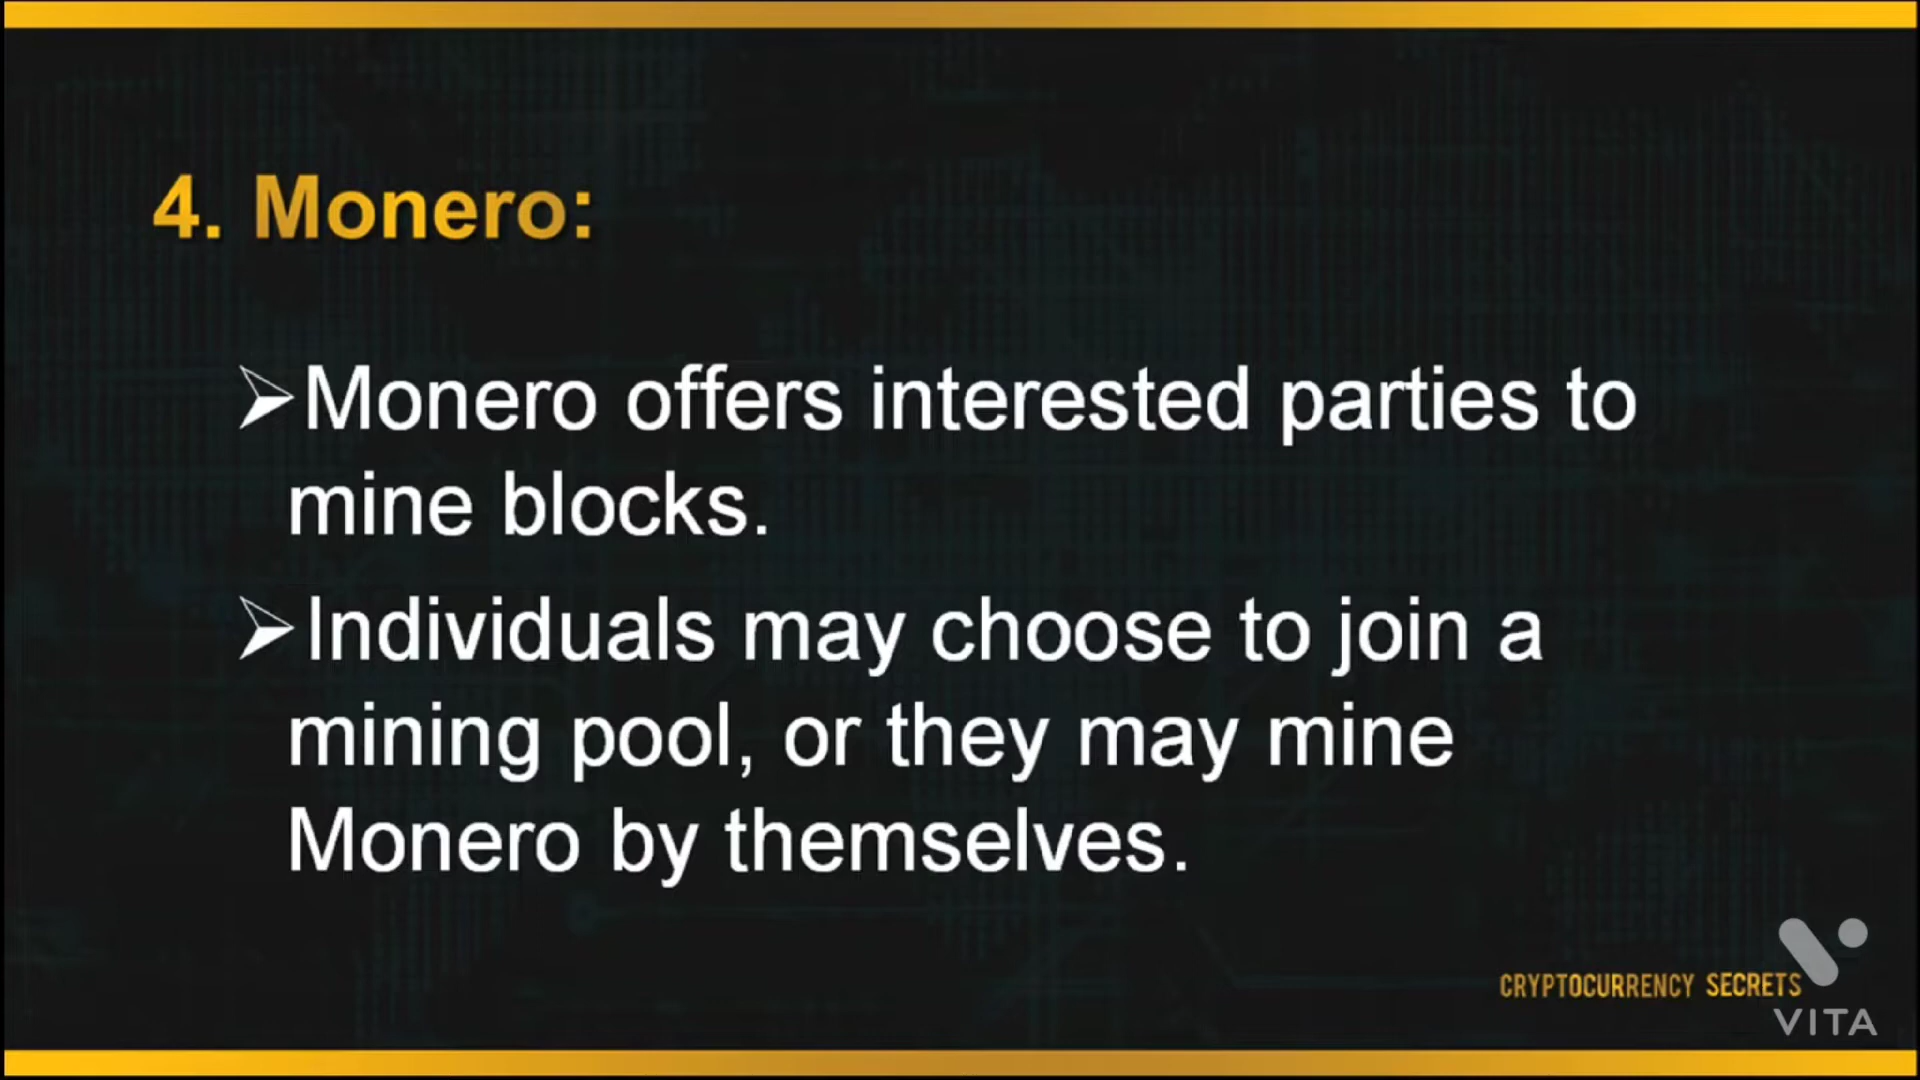 4. Monero:
➢Monero offers interested parties to
mine blocks.
➢Individuals may choose to join a
mining pool, or they may mine
Monero by themselves.
CRYPTOCURRENCY SECRETS
VITA